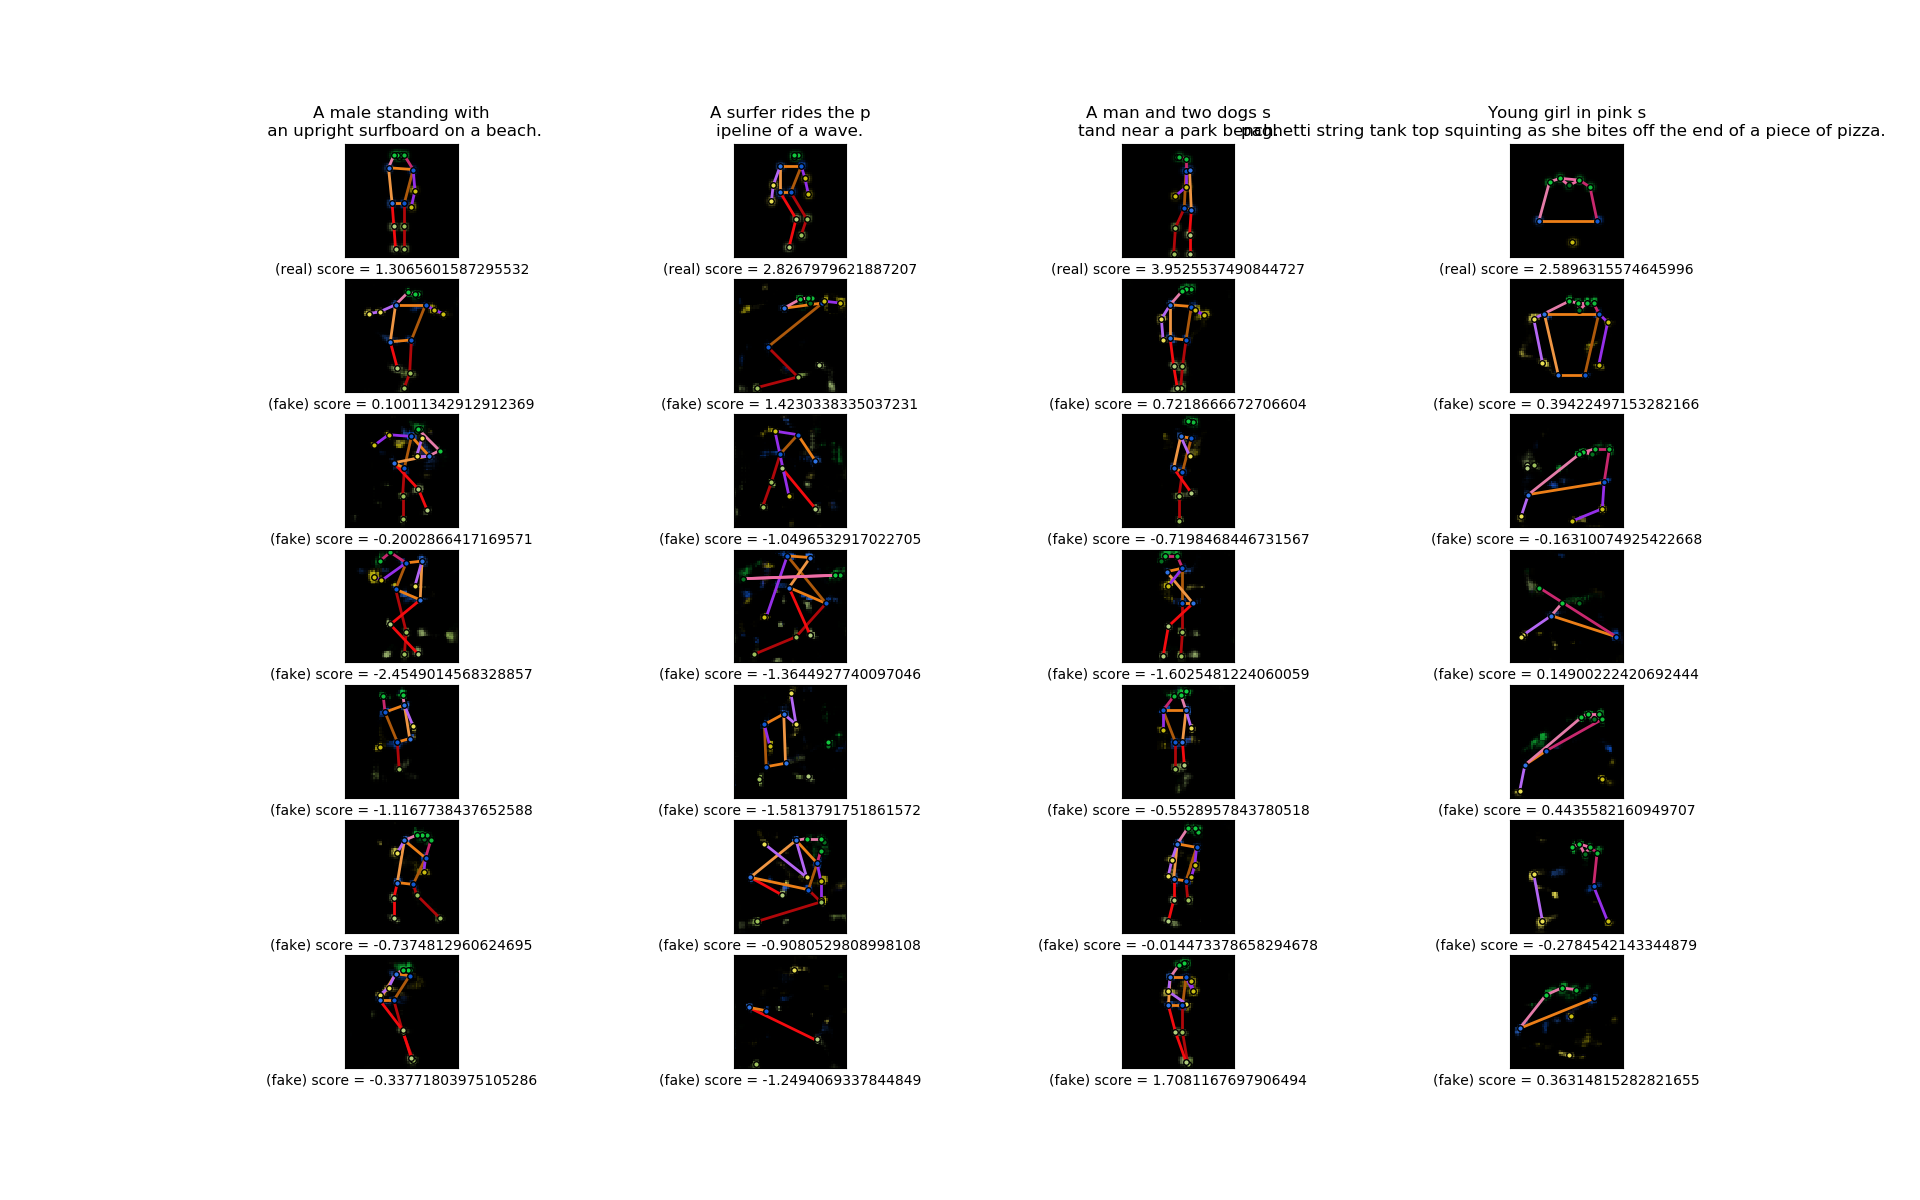 A male standing with
an upright surfboard on a beach.
A surfer rides the p
ipeline of a wave.
A man and two dogs s
tand near a park bench.
Young girl in pink s
paghetti string tank top squinting as she bites off the end of a piece of pizza.
(real) score = 1.3065601587295532
(real) score = 2.8267979621887207
(real) score = 3.9525537490844727
(real) score = 2.5896315574645996
(fake) score = 0.10011342912912369
(fake) score = 1.4230338335037231
(fake) score = 0.7218666672706604
(fake) score = 0.39422497153282166
(fake) score = -0.2002866417169571
(fake) score = -1.0496532917022705
(fake) score = -0.7198468446731567
(fake) score = -0.16310074925422668
(fake) score = -2.4549014568328857
(fake) score = -1.3644927740097046
(fake) score = -1.6025481224060059
(fake) score = 0.14900222420692444
(fake) score = -1.1167738437652588
(fake) score = -1.5813791751861572
(fake) score = -0.5528957843780518
(fake) score = 0.4435582160949707
(fake) score = -0.7374812960624695
(fake) score = -0.9080529808998108
(fake) score = -0.014473378658294678
(fake) score = -0.2784542143344879
(fake) score = -0.33771803975105286
(fake) score = -1.2494069337844849
(fake) score = 1.7081167697906494
(fake) score = 0.36314815282821655